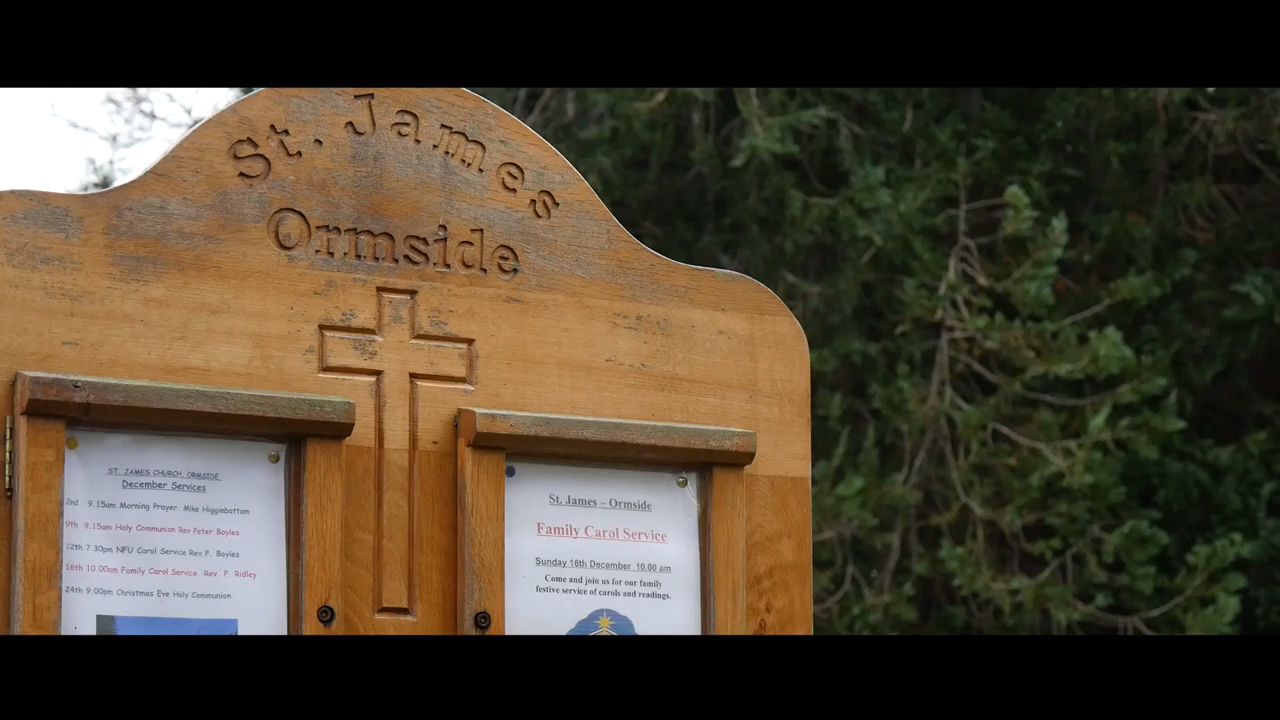 St. James
Ormside
ST. JAMES CHURCH, ORMSIDE
December Services
2nd 9.15am Morning Prayer. Mike Higginbottom
9th 9.15am Holy Communion Rev Peter Boyles
12th 7.30pm NFU Carol Service Rev.P. Boyles
16th 10.00am Family Carol Service. Rev. P. Ridley
24th 9.00pm Christmas Eve Holy Communion
St. James – Ormside
Family Carol Service
Sunday 16th December 10.00 am
Come and join us for our family
festive service of carols and readings.